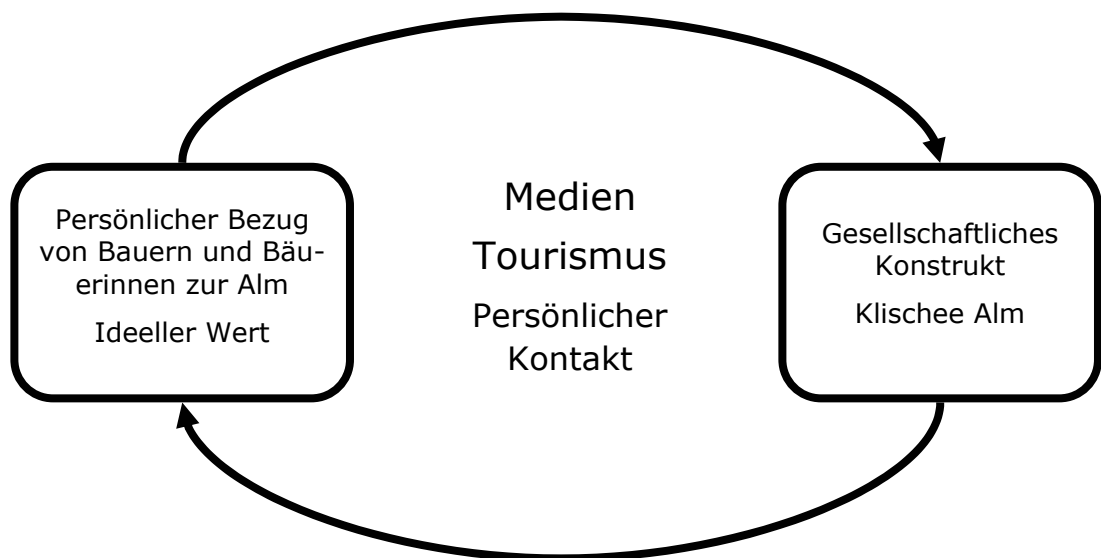 Persönlicher Bezug
von Bauern und Bäu-
erinnen zur Alm
Ideeller Wert
Medien
Tourismus
Persönlicher
Kontakt
Gesellschaftliches
Konstrukt
Klischee Alm